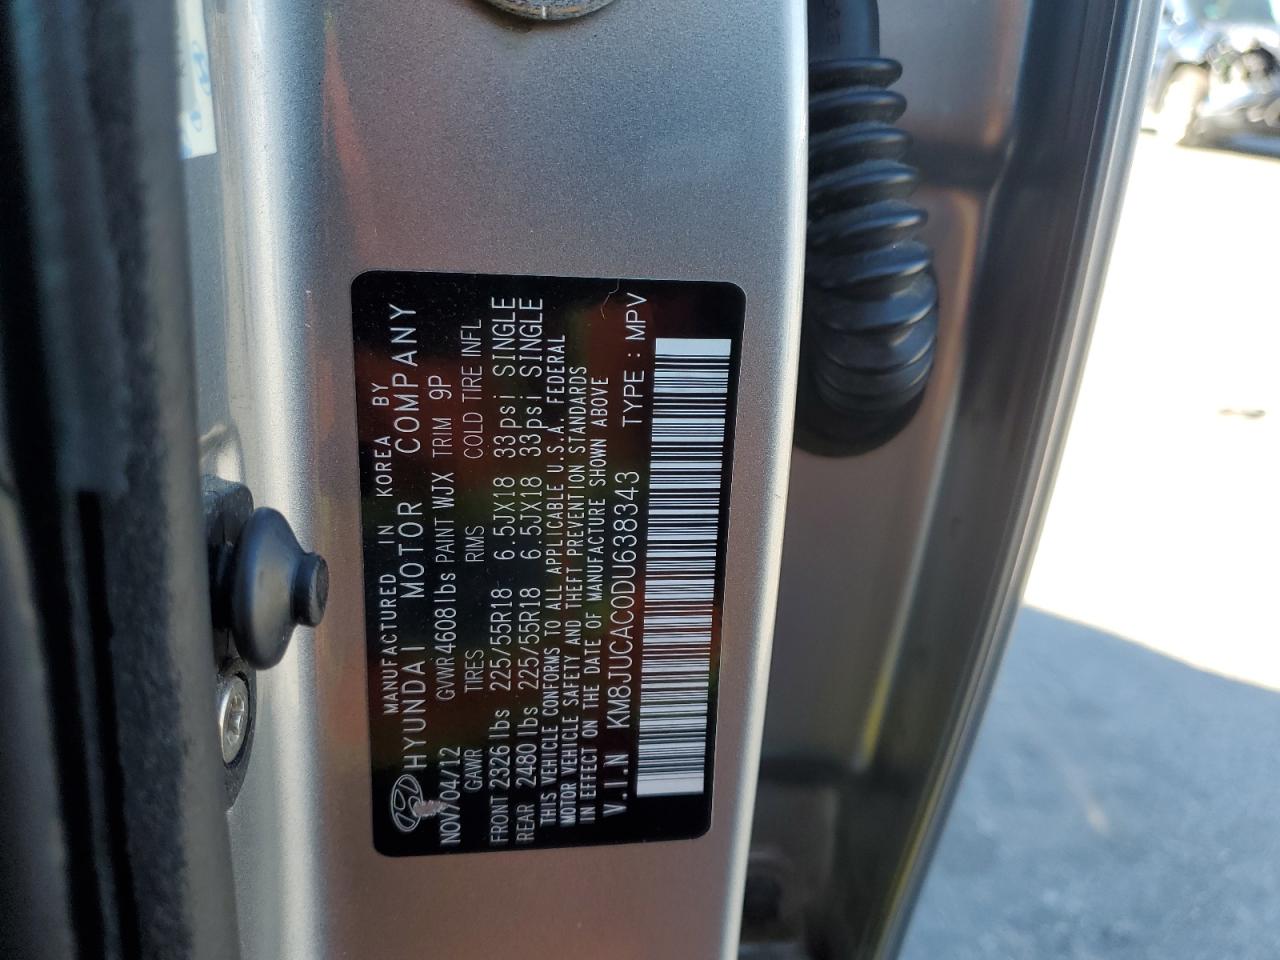 MANUFACTURED IN KOREA BY
HYUNDAI MOTOR COMPANY
NOV/04/12 GVWR 4608lbs PAINT WJX TRIM 9P
GAWR TIRES RIMS COLD TIRE INFL
FRONT 2326lbs 225/55R18 6.5JX18 33psi SINGLE
REAR 2480lbs 225/55R18 6.5JX18 33psi SINGLE
THIS VEHICLE CONFORMS TO ALL APPLICABLE U.S.A. FEDERAL
MOTOR VEHICLE SAFETY AND THEFT PREVENTION STANDARDS
IN EFFECT ON THE DATE OF MANUFACTURE SHOWN ABOVE
V.I.N KM8JUCAC0DU638343 TYPE : MPV